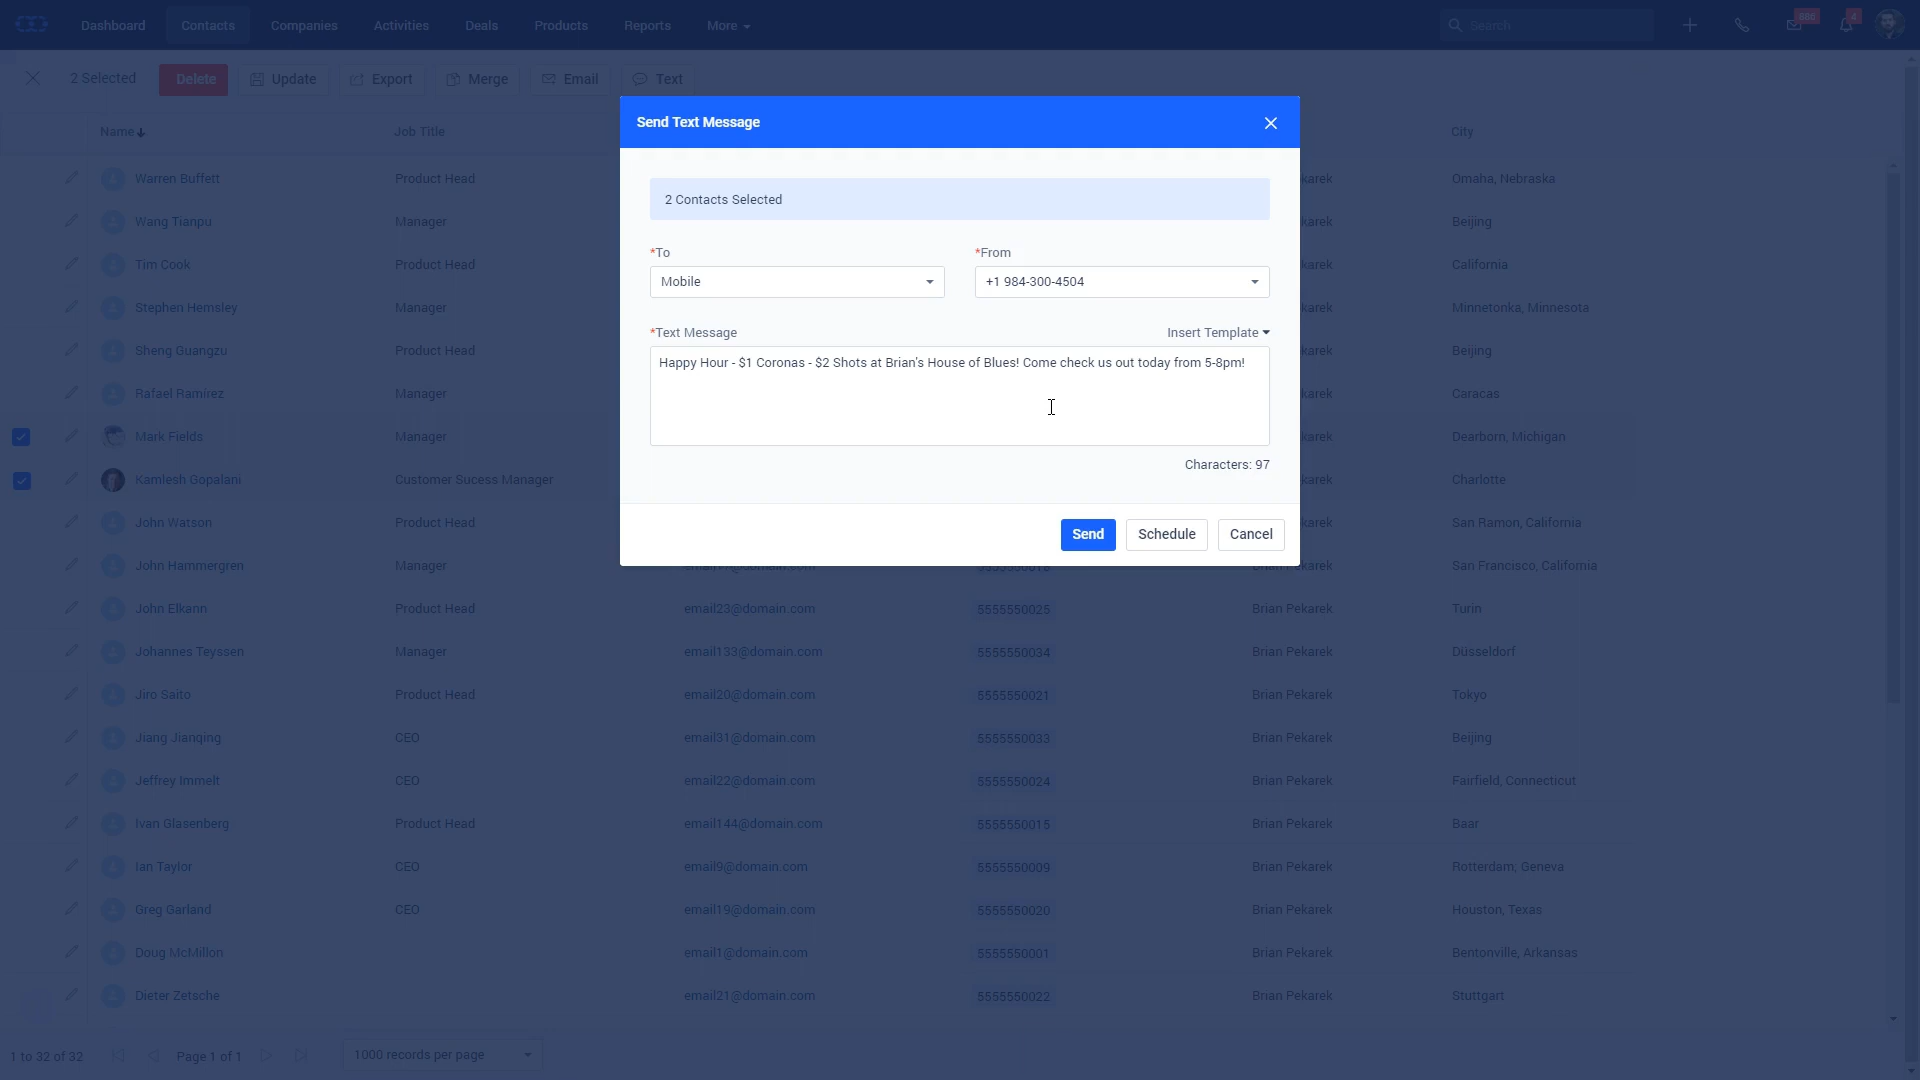 Dashboard Contacts Companies Activities Deals Products Reports More Search 886 4
2 Selected Delete Update Export Merge Email Text
Send Text Message
2 Contacts Selected
*To *From
Mobile +1 984-300-4504
*Text Message Insert Template
Happy Hour - $1 Coronas - $2 Shots at Brian's House of Blues! Come check us out today from 5-8pm!
Characters: 97
Send Schedule Cancel
Name Job Title City
Warren Buffett Product Head karek Omaha, Nebraska
Wang Tianpu Manager karek Beijing
Tim Cook Product Head karek California
Stephen Hemsley Manager karek Minnetonka, Minnesota
Sheng Guangzu Product Head karek Beijing
Rafael Ramírez Manager karek Caracas
Mark Fields Manager karek Dearborn, Michigan
Kamlesh Gopalani Customer Sucess Manager karek Charlotte
John Watson Product Head karek San Ramon, California
John Hammergren Manager Brian Pekarek San Francisco, California
John Elkann Product Head email23@domain.com 5555550025 Brian Pekarek Turin
Johannes Teyssen Manager email133@domain.com 5555550034 Brian Pekarek Düsseldorf
Jiro Saito Product Head email20@domain.com 5555550021 Brian Pekarek Tokyo
Jiang Jianqing CEO email31@domain.com 5555550033 Brian Pekarek Beijing
Jeffrey Immelt CEO email22@domain.com 5555550024 Brian Pekarek Fairfield, Connecticut
Ivan Glasenberg Product Head email144@domain.com 5555550015 Brian Pekarek Baar
Ian Taylor CEO email9@domain.com 5555550009 Brian Pekarek Rotterdam; Geneva
Greg Garland CEO email19@domain.com 5555550020 Brian Pekarek Houston, Texas
Doug McMillon email1@domain.com 5555550001 Brian Pekarek Bentonville, Arkansas
Dieter Zetsche email21@domain.com 5555550022 Brian Pekarek Stuttgart
1 to 32 of 32 Page 1 of 1 1000 records per page